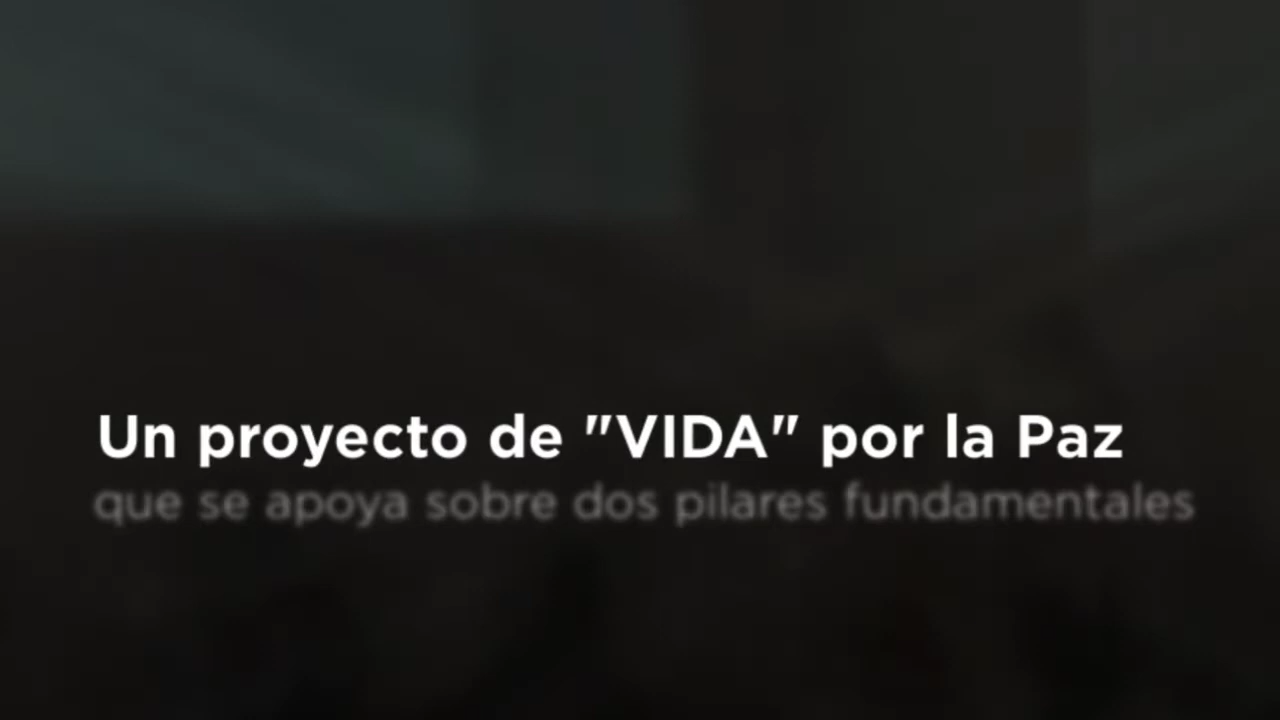 Un proyecto de "VIDA" por la Paz
que se apoya sobre dos pilares fundamentales